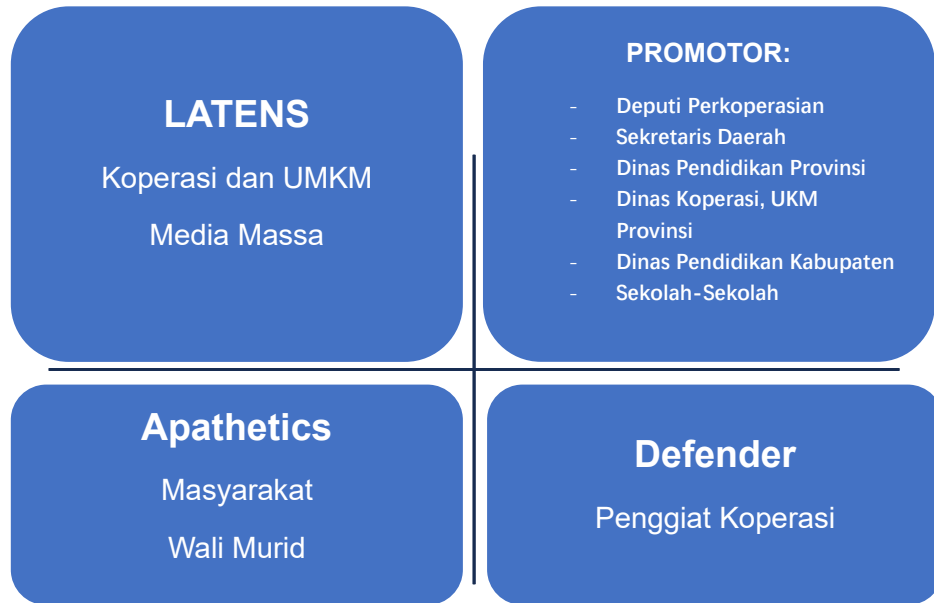 LATENS
Koperasi dan UMKM
Media Massa
PROMOTOR:
- Deputi Perkoperasian
- Sekretaris Daerah
- Dinas Pendidikan Provinsi
- Dinas Koperasi, UKM
Provinsi
- Dinas Pendidikan Kabupaten
- Sekolah-Sekolah
Apathetics
Masyarakat
Wali Murid
Defender
Penggiat Koperasi